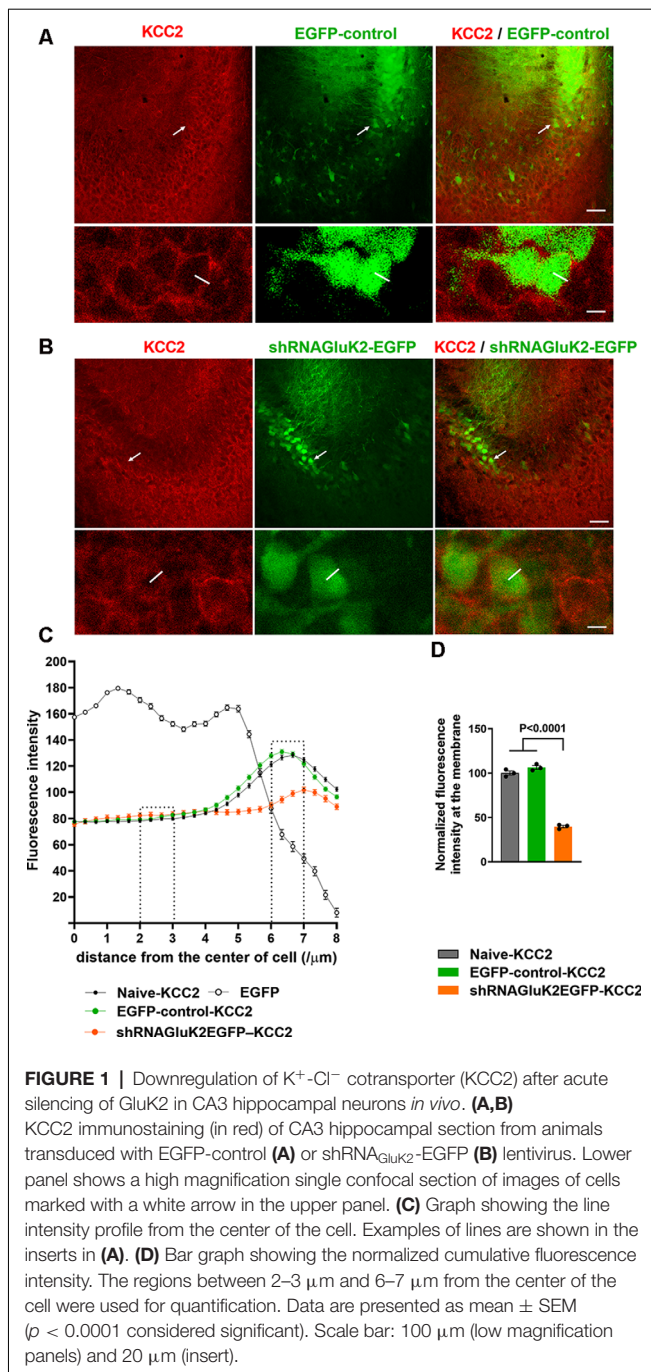 A
KCC2
EGFP-control
KCC2 / EGFP-control
B
KCC2
shRNAGluK2-EGFP
KCC2 / shRNAGluK2-EGFP
C
200
180
160
140
120
100
80
60
40
20
0
Fluorescence intensity
0 1 2 3 4 5 6 7 8
distance from the center of cell (/μm)
Naive-KCC2 EGFP
EGFP-control-KCC2
shRNAGluK2EGFP–KCC2
D
P<0.0001
150
100
50
0
Normalized fluorescence
intensity at the membrane
Naive-KCC2
EGFP-control-KCC2
shRNAGluK2EGFP-KCC2
FIGURE 1 | Downregulation of K⁺-Cl⁻ cotransporter (KCC2) after acute
silencing of GluK2 in CA3 hippocampal neurons in vivo. (A,B)
KCC2 immunostaining (in red) of CA3 hippocampal section from animals
transduced with EGFP-control (A) or shRNAGluK2-EGFP (B) lentivirus. Lower
panel shows a high magnification single confocal section of images of cells
marked with a white arrow in the upper panel. (C) Graph showing the line
intensity profile from the center of the cell. Examples of lines are shown in the
inserts in (A). (D) Bar graph showing the normalized cumulative fluorescence
intensity. The regions between 2–3 μm and 6–7 μm from the center of the
cell were used for quantification. Data are presented as mean ± SEM
(p < 0.0001 considered significant). Scale bar: 100 μm (low magnification
panels) and 20 μm (insert).